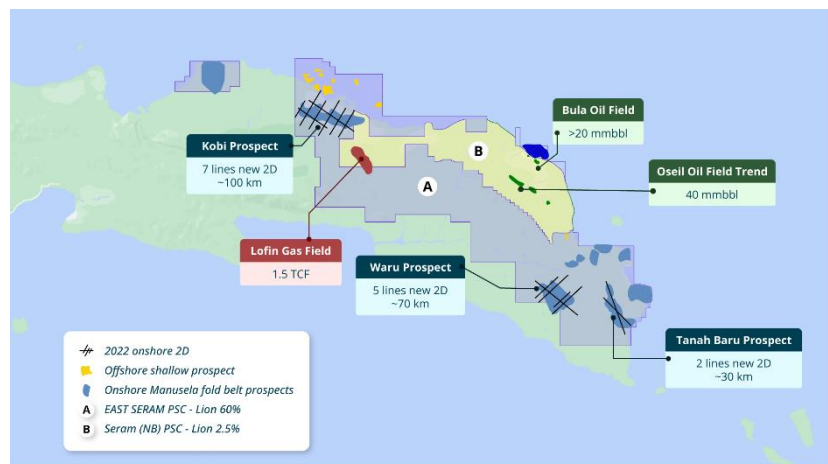 Bula Oil Field
>20 mmbbl
Kobi Prospect
7 lines new 2D
~100 km
B
Oseil Oil Field Trend
40 mmbbl
A
Lofin Gas Field
1.5 TCF
Waru Prospect
5 lines new 2D
~70 km
Tanah Baru Prospect
2 lines new 2D
~30 km
2022 onshore 2D
Offshore shallow prospect
Onshore Manusela fold belt prospects
A EAST SERAM PSC - Lion 60%
B Seram (NB) PSC - Lion 2.5%